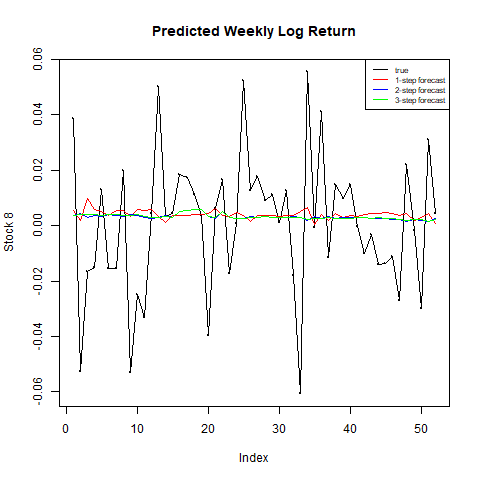 Predicted Weekly Log Return
true
1-step forecast
2-step forecast
3-step forecast
0.06
0.04
0.02
0.00
-0.02
-0.04
-0.06
Stock 8
0 10 20 30 40 50
Index